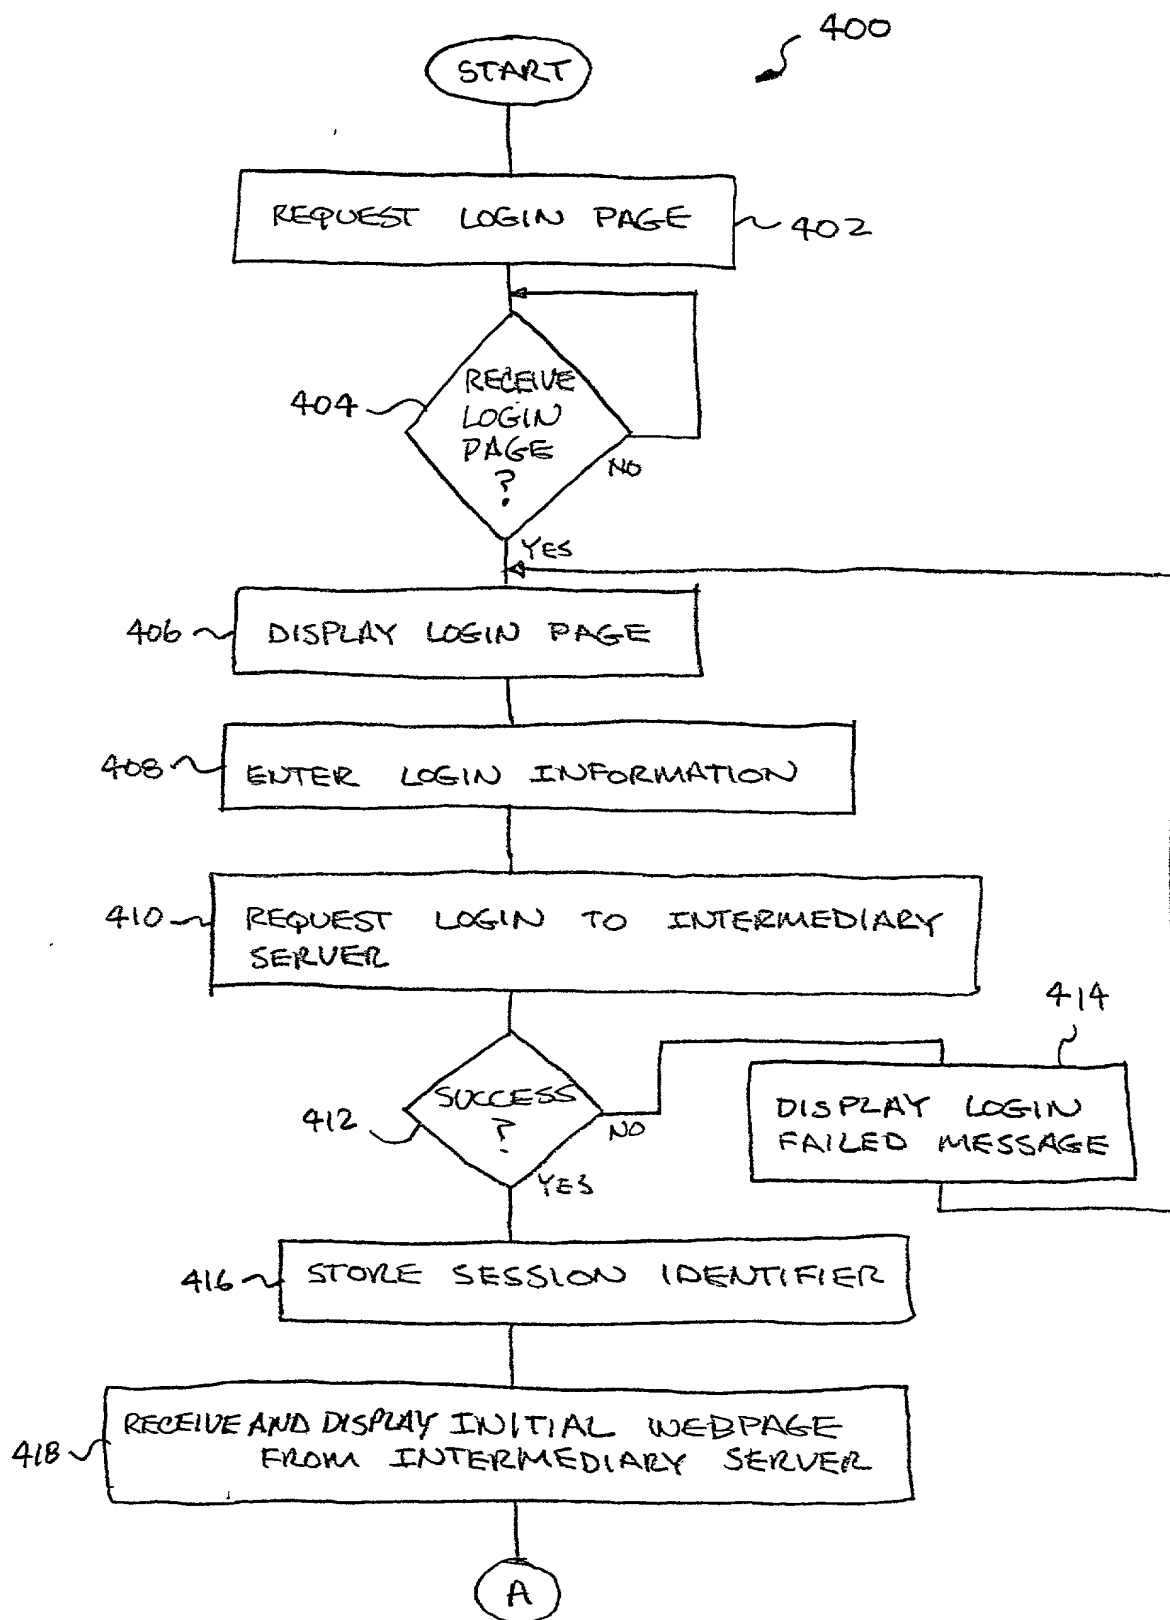 400
START
REQUEST LOGIN PAGE
402
RECEIVE
LOGIN
PAGE
?
404
NO
YES
406
DISPLAY LOGIN PAGE
408
ENTER LOGIN INFORMATION
410
REQUEST LOGIN TO INTERMEDIARY
SERVER
414
SUCCESS
?
412
NO
DISPLAY LOGIN
FAILED MESSAGE
YES
416
STORE SESSION IDENTIFIER
RECEIVE AND DISPLAY INITIAL WEBPAGE
FROM INTERMEDIARY SERVER
418
A